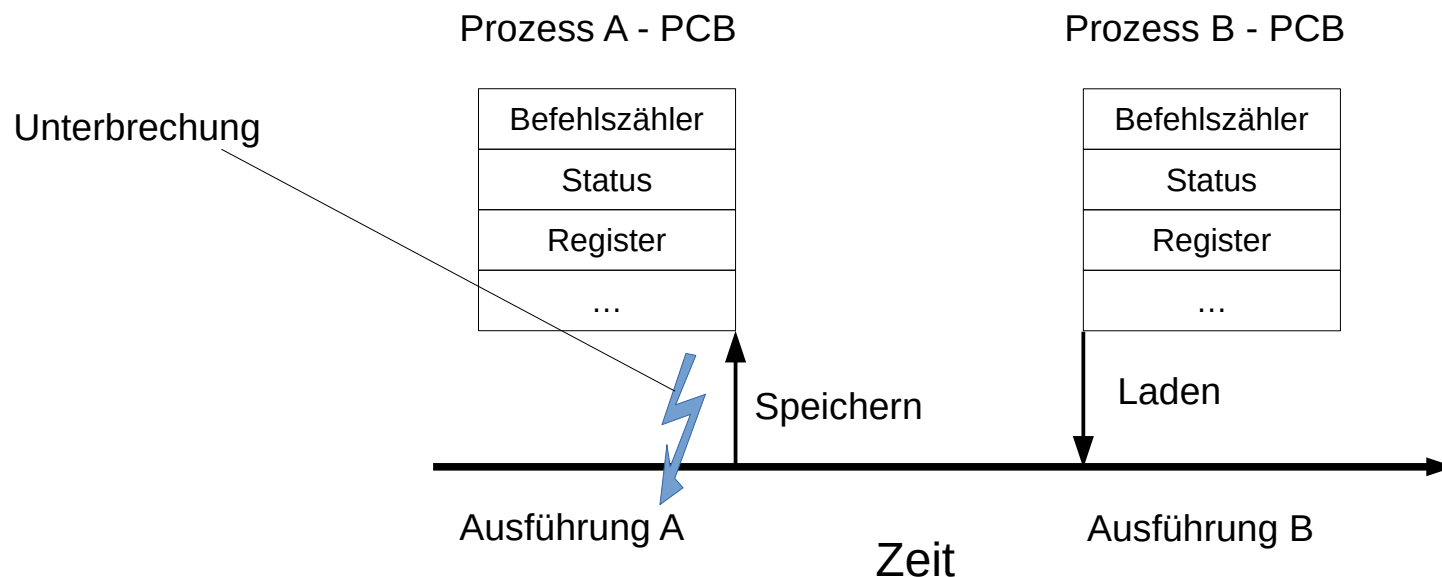 Prozess A - PCB
Prozess B - PCB
Unterbrechung
Befehlszähler
Status
Register
...
Befehlszähler
Status
Register
...
Speichern
Laden
Ausführung A
Ausführung B
Zeit